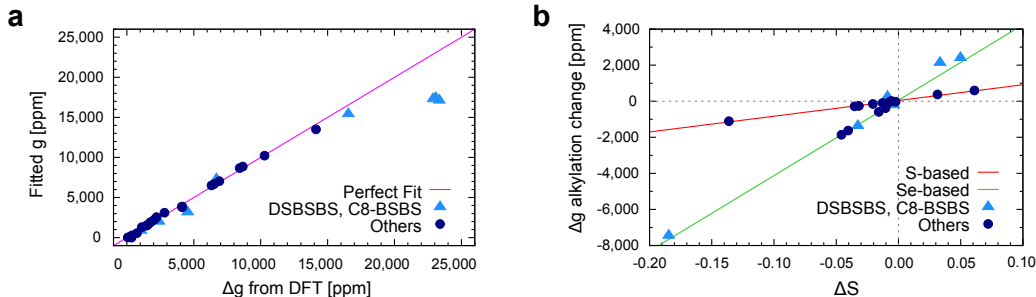 a
Fitted g [ppm]
25,000
20,000
15,000
10,000
5,000
0
Perfect Fit
DSBSBS, C8-BSBS
Others
0
5,000
10,000
15,000
20,000
25,000
Δg from DFT [ppm]
b
Δg alkylation change [ppm]
4,000
2,000
0
-2,000
-4,000
-6,000
-8,000
S-based
Se-based
DSBSBS, C8-BSBS
Others
-0.20
-0.15
-0.10
-0.05
0.00
0.05
0.10
ΔS